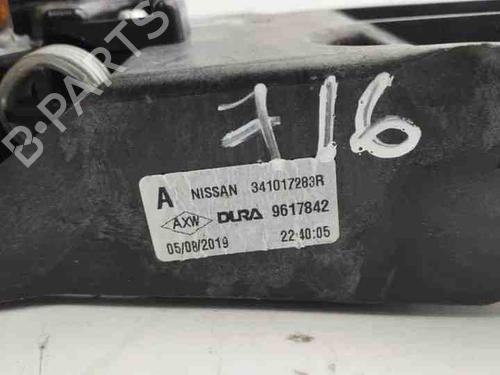 716
A NISSAN 341017283R
AXW DURA 9617842
05/08/2019 22:40:05
B-PARTS